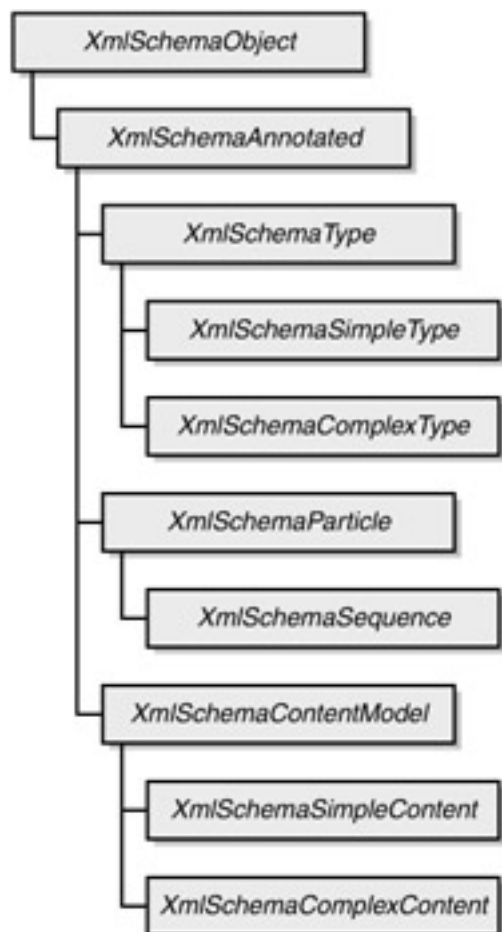 XmlSchemaObject
XmlSchemaAnnotated
XmlSchemaType
XmlSchemaSimpleType
XmlSchemaComplexType
XmlSchemaParticle
XmlSchemaSequence
XmlSchemaContentModel
XmlSchemaSimpleContent
XmlSchemaComplexContent